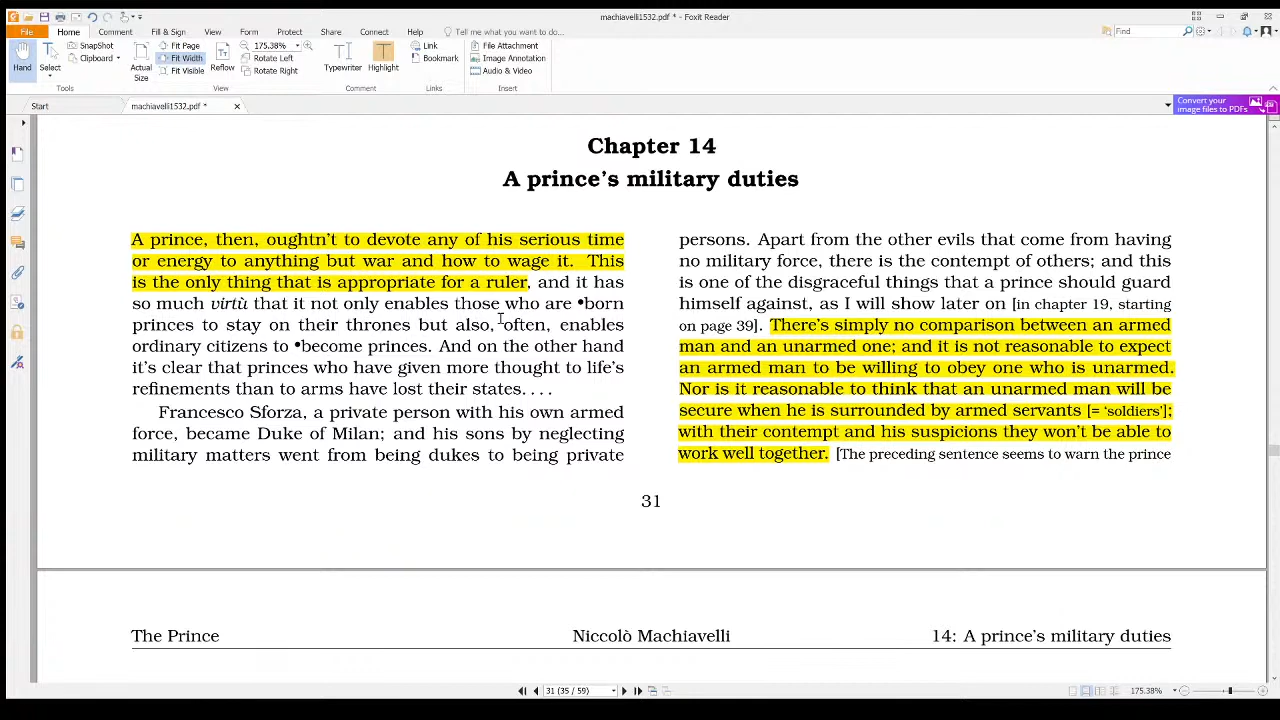 machiavelli1532.pdf * - Foxit Reader
File Home Comment Fill & Sign View Form Protect Share Connect Help Tell me what you want to do... Find
Hand
Select
SnapShot
Clipboard
Tools
Actual Size
Fit Page
Fit Width
Fit Visible
Reflow
175.38%
Rotate Left
Rotate Right
View
Typewriter
Highlight
Comment
Link
Bookmark
Links
File Attachment
Image Annotation
Audio & Video
Insert
Start
machiavelli1532.pdf *
Convert your
image files to PDFs
Chapter 14
A prince's military duties
A prince, then, oughtn't to devote any of his serious time
or energy to anything but war and how to wage it. This
is the only thing that is appropriate for a ruler, and it has
so much virtù that it not only enables those who are •born
princes to stay on their thrones but also, often, enables
ordinary citizens to •become princes. And on the other hand
it's clear that princes who have given more thought to life's
refinements than to arms have lost their states. . . .
Francesco Sforza, a private person with his own armed
force, became Duke of Milan; and his sons by neglecting
military matters went from being dukes to being private
persons. Apart from the other evils that come from having
no military force, there is the contempt of others; and this
is one of the disgraceful things that a prince should guard
himself against, as I will show later on [in chapter 19, starting
on page 39]. There's simply no comparison between an armed
man and an unarmed one; and it is not reasonable to expect
an armed man to be willing to obey one who is unarmed.
Nor is it reasonable to think that an unarmed man will be
secure when he is surrounded by armed servants [= 'soldiers'];
with their contempt and his suspicions they won't be able to
work well together. [The preceding sentence seems to warn the prince
31
The Prince Niccolò Machiavelli 14: A prince's military duties
31 (35 / 59)
175.38%